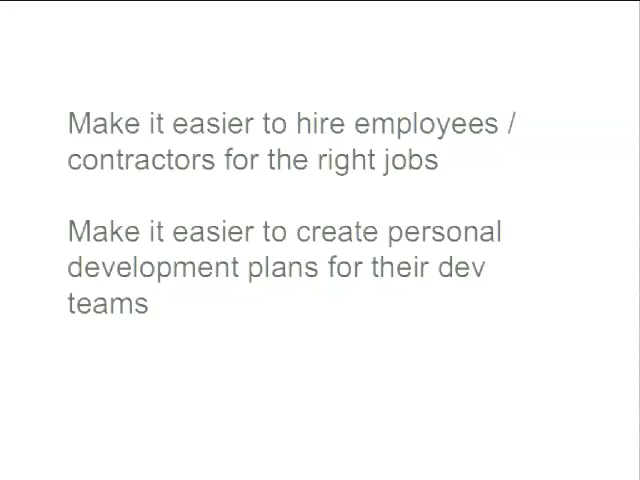 Make it easier to hire employees /
contractors for the right jobs
Make it easier to create personal
development plans for their dev
teams